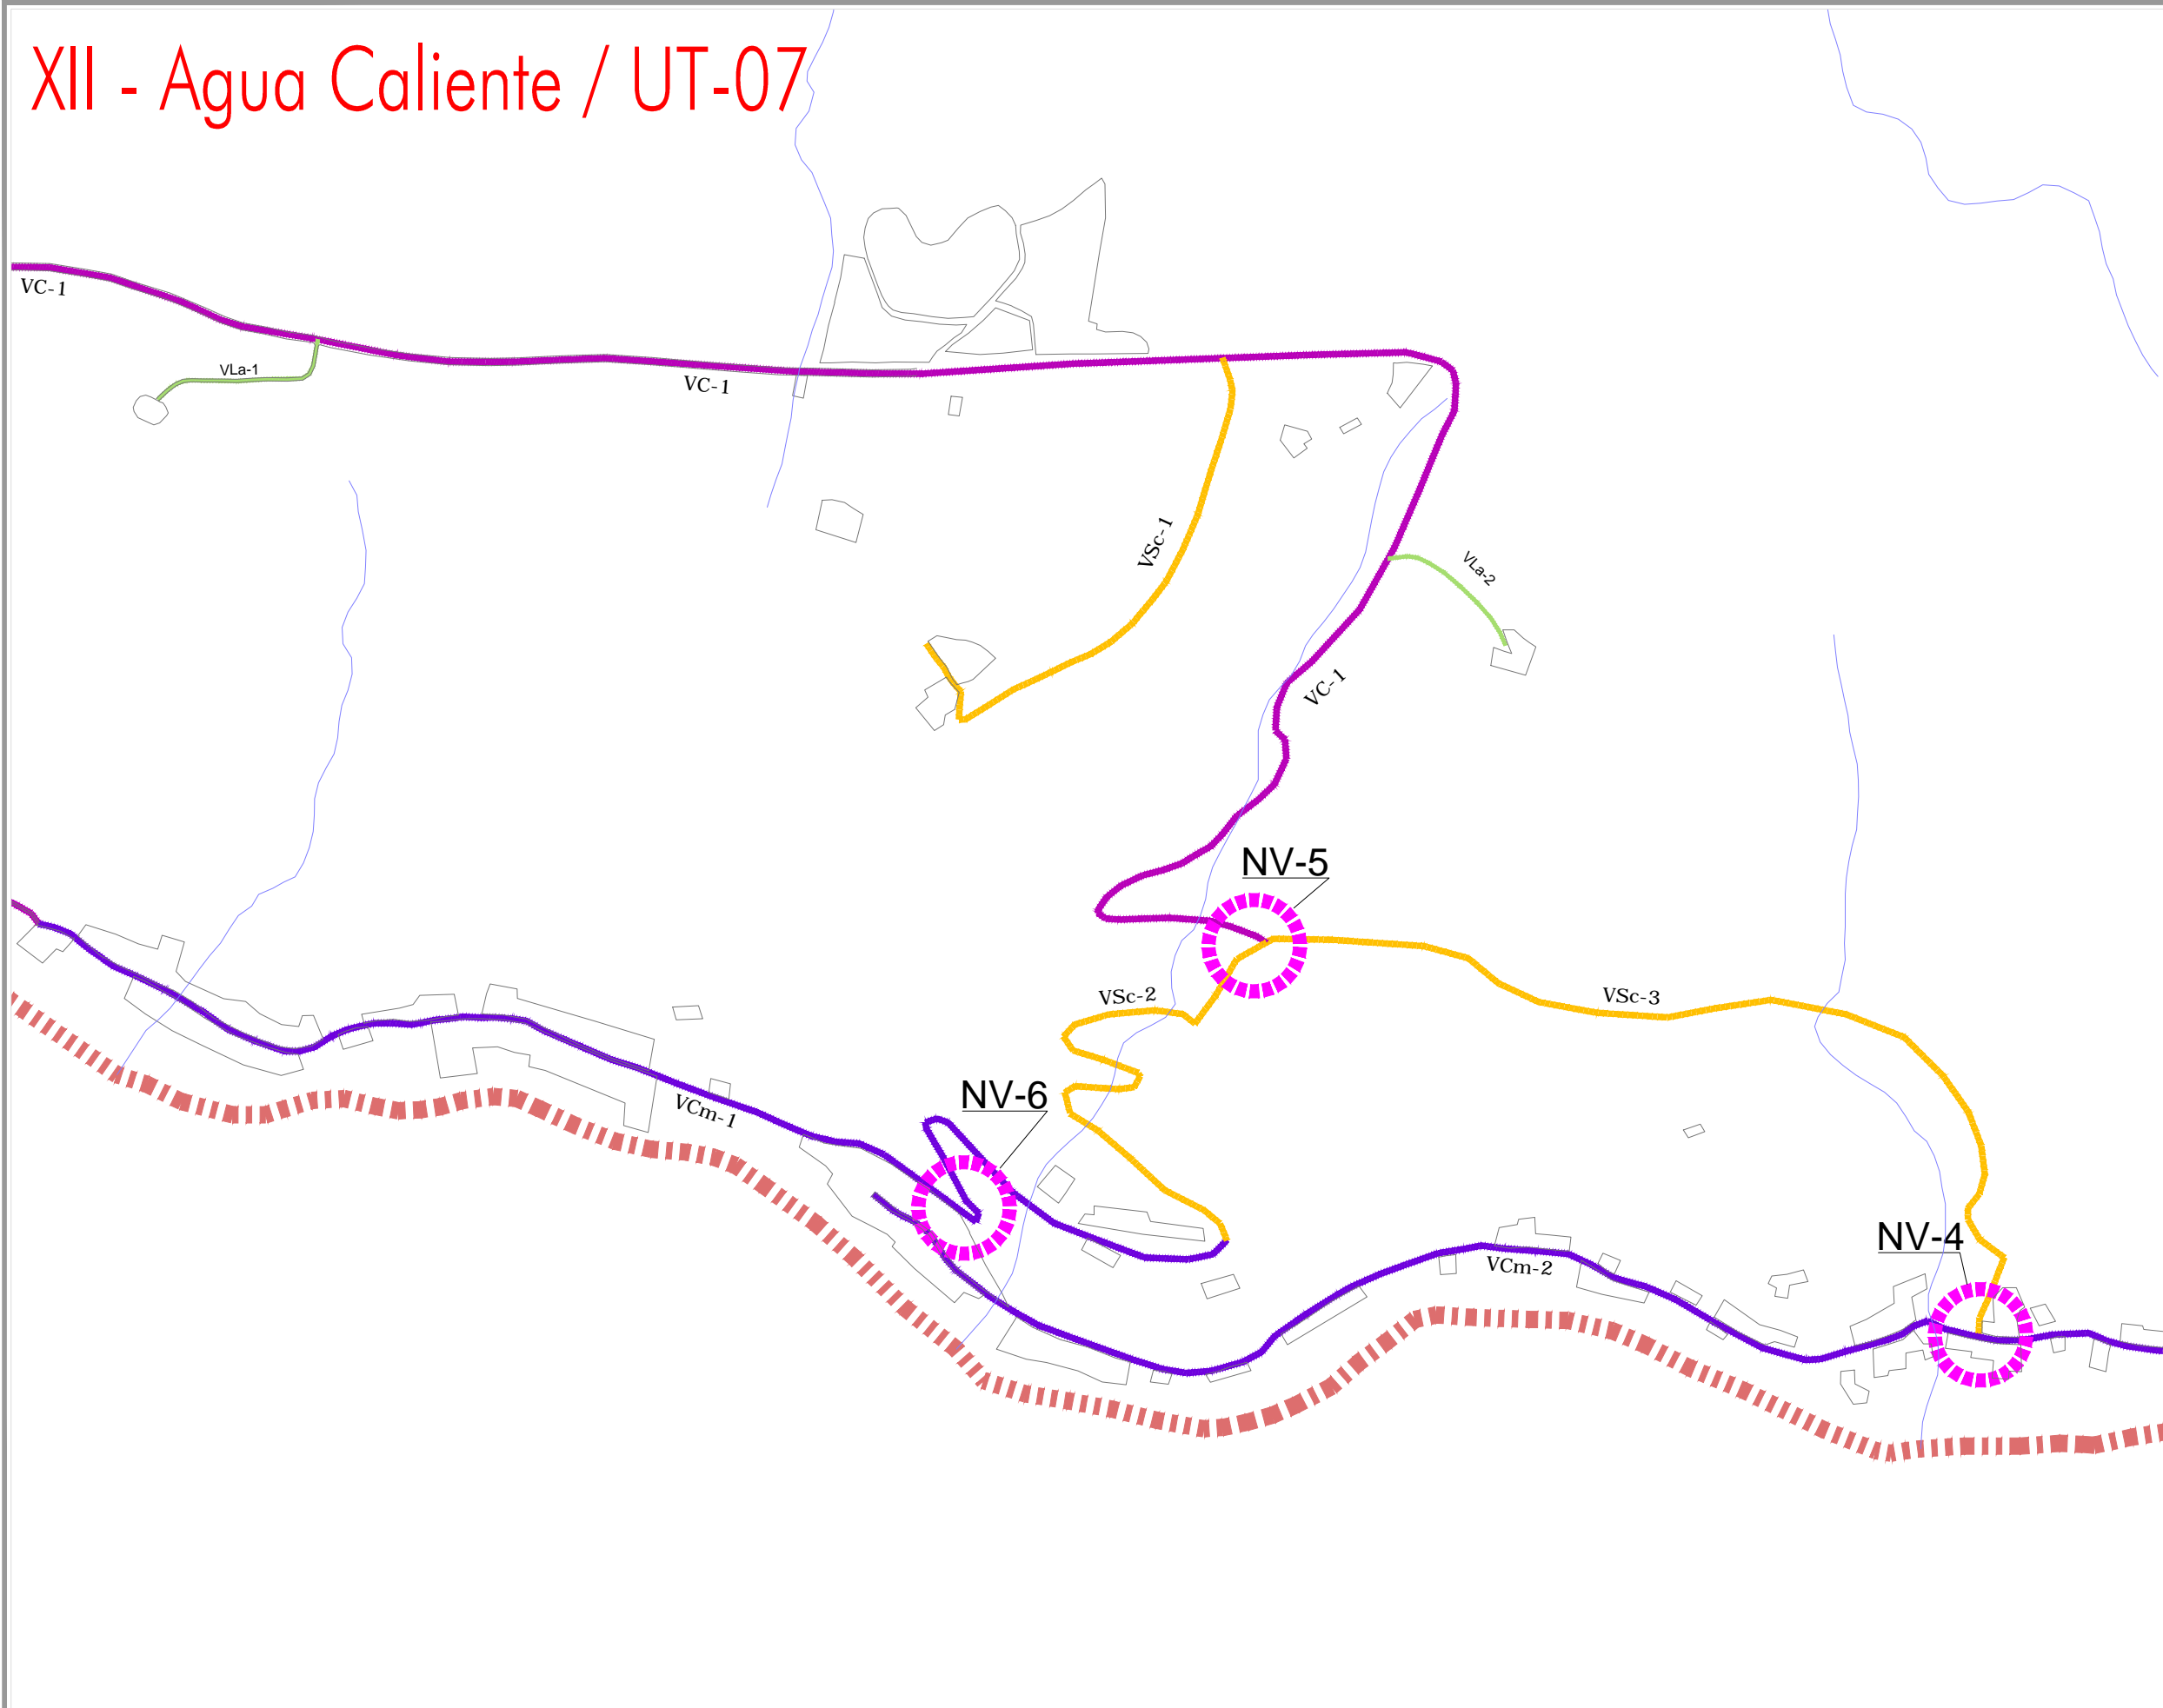 XII - Agua Caliente / UT-07
VC-1
VLa-1
VC-1
VSc-1
VLa-2
VC-1
NV-5
VSc-2
VSc-3
NV-6
VCm-1
NV-4
VCm-2